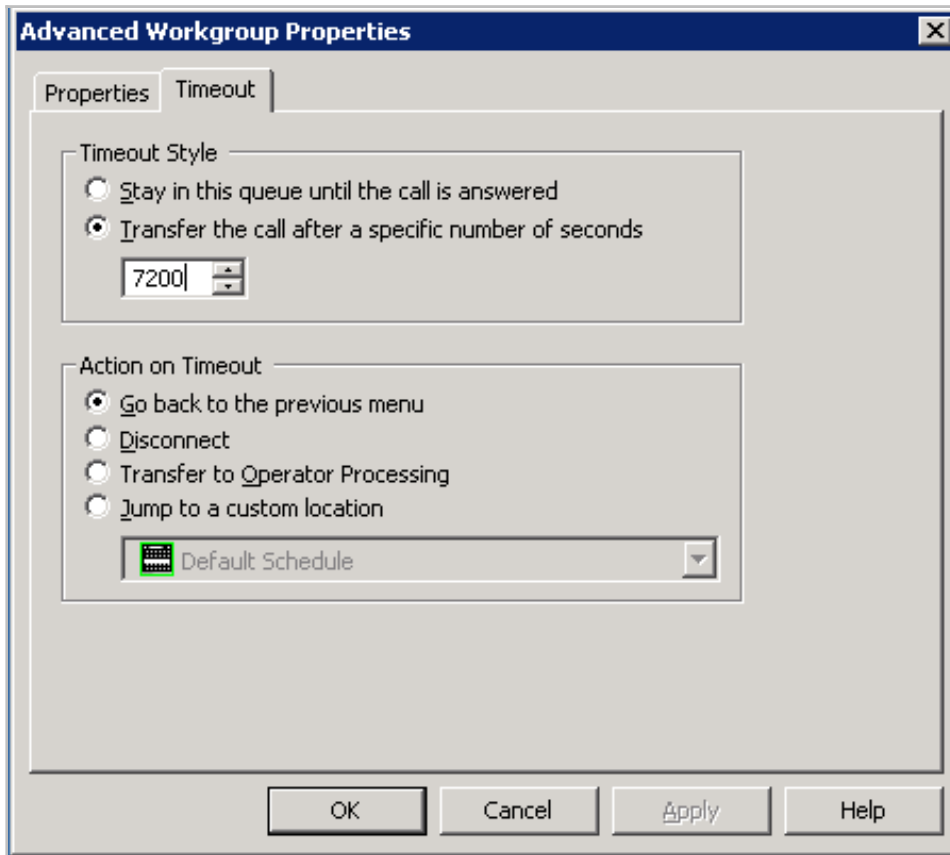 Advanced Workgroup Properties
Properties
Timeout
Timeout Style
Stay in this queue until the call is answered
Transfer the call after a specific number of seconds
7200
Action on Timeout
Go back to the previous menu
Disconnect
Transfer to Operator Processing
Jump to a custom location
Default Schedule
OK
Cancel
Apply
Help